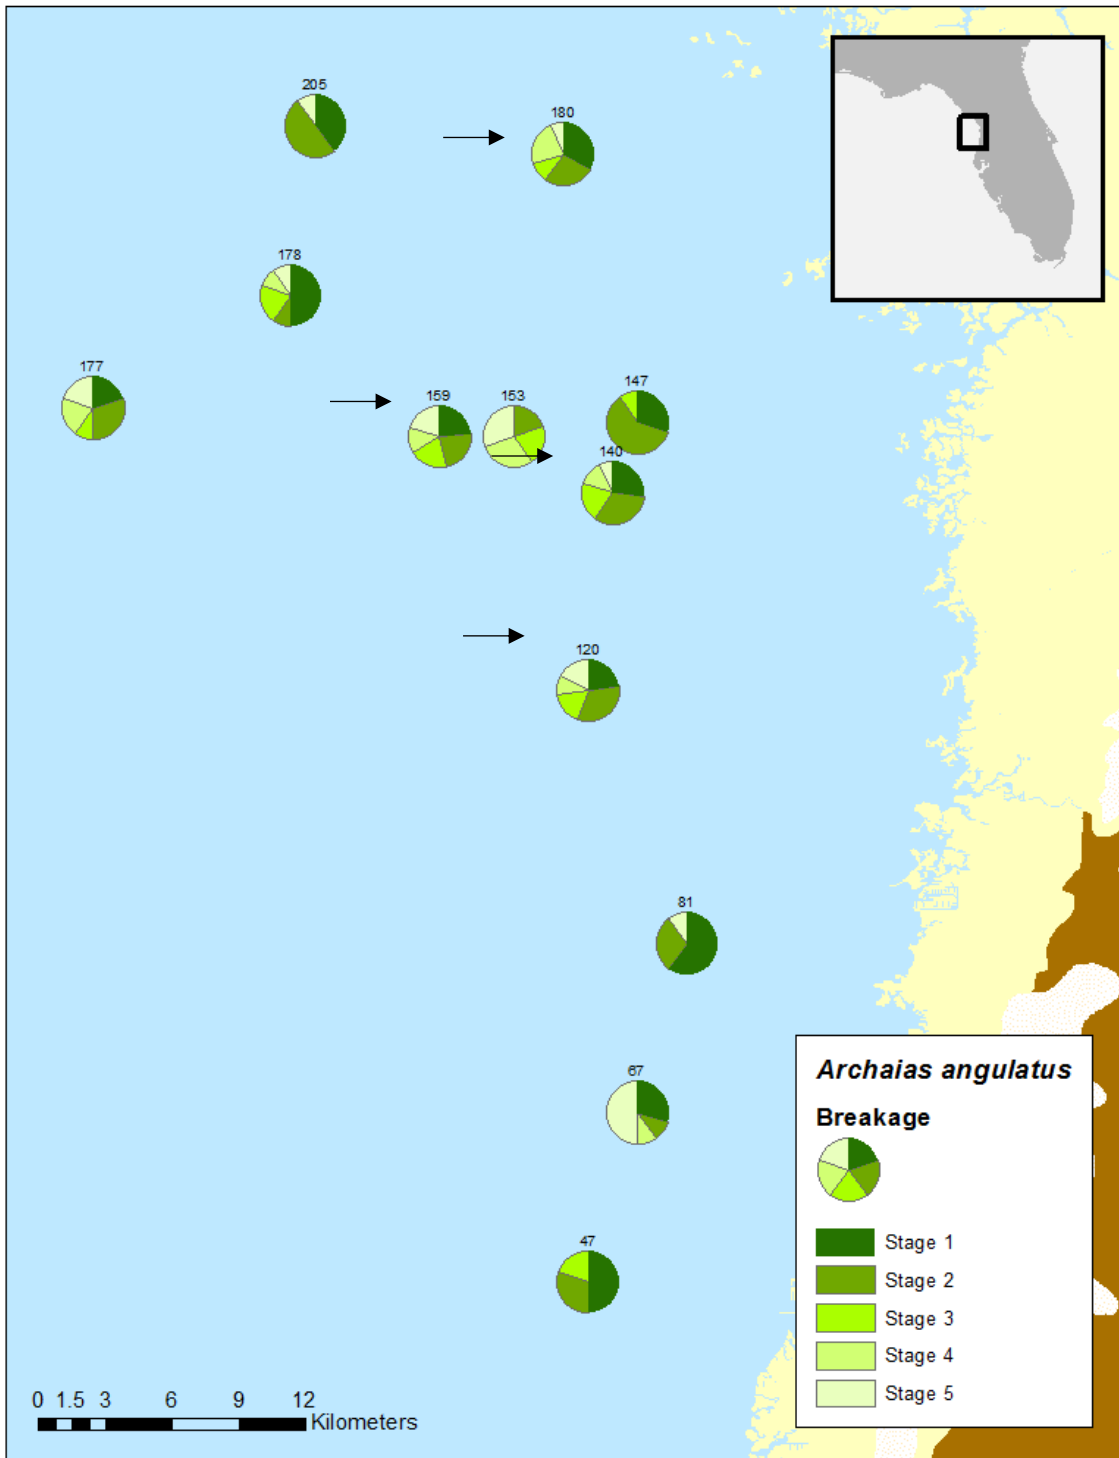 205
180
178
177
159
153
147
140
120
81
67
47
Archaias angulatus
Breakage
Stage 1
Stage 2
Stage 3
Stage 4
Stage 5
0 1.5 3 6 9 12
Kilometers